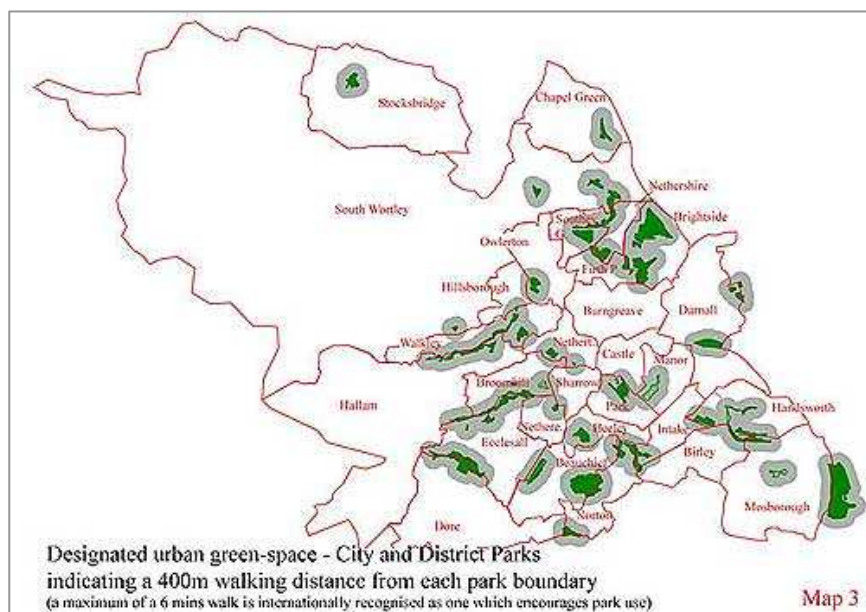 Chapel Green
Stocksbridge
Nethershire
South Wortley
Brightside
Owlerton
Firth P
Hillsborough
Burngreave
Darnall
Walkley
Nether
Castle
Manor
Broomhill
Sharrow
Hallam
Park
Handsworth
Nethere
Heeley
Intake
Ecclesall
Birley
Beauchief
Mosborough
Norton
Dore
Designated urban green-space - City and District Parks
indicating a 400m walking distance from each park boundary
(a maximum of a 6 mins walk is internationally recognised as one which encourages park use)
Map 3